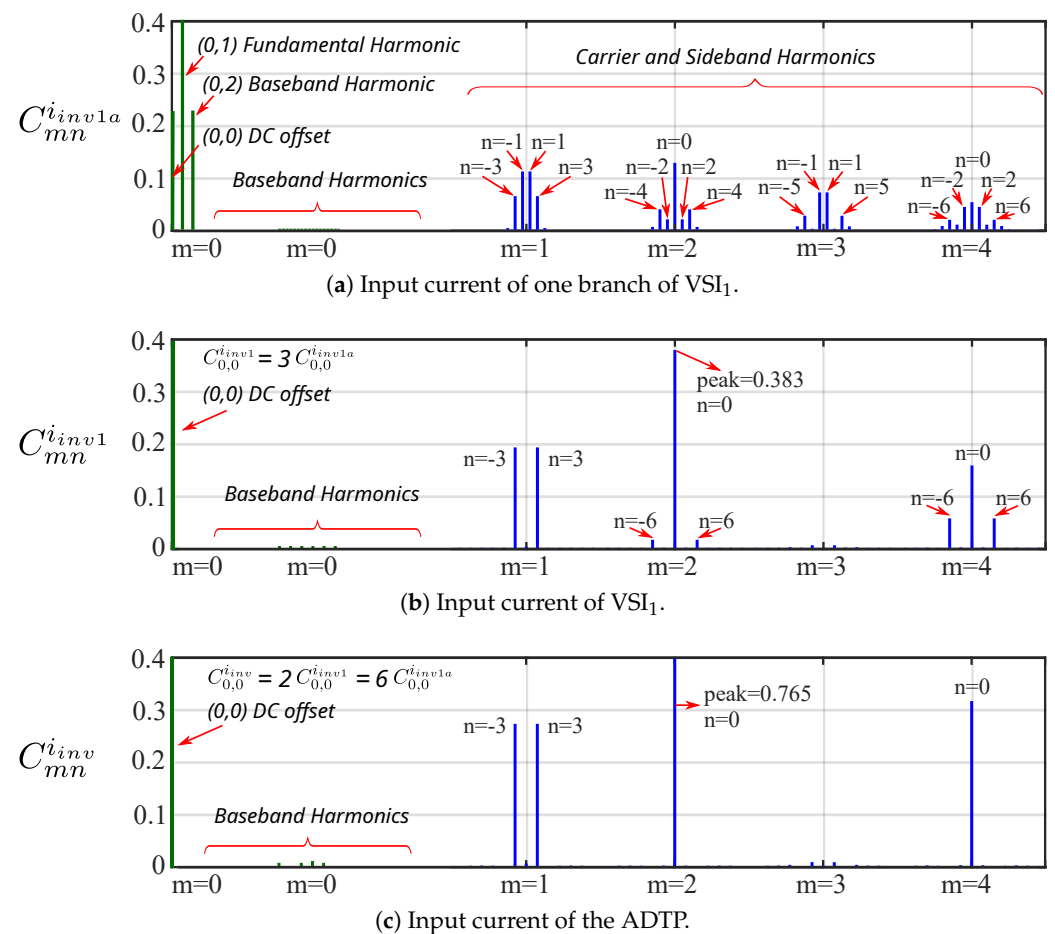 0.4
(0,1) Fundamental Harmonic
Carrier and Sideband Harmonics
0.3
(0,2) Baseband Harmonic
C_{mn}^{i_{inv1a}}
0.2
(0,0) DC offset
n=-1 n=1 n=0 n=-1 n=1 n=0
n=-3 n=3 n=-2 n=2 n=-5 n=5 n=-2 n=2
Baseband Harmonics
0.1
n=-4 n=4 n=-6 n=6
0
m=0 m=0 m=1 m=2 m=3 m=4
(a) Input current of one branch of VSI₁.
0.4
C_{0,0}^{i_{inv1}} = 3 C_{0,0}^{i_{inv1a}}
peak=0.383
n=0
(0,0) DC offset
0.3
C_{mn}^{i_{inv1}}
0.2
n=-3 n=3 n=0
Baseband Harmonics
0.1
n=-6 n=6 n=-6 n=6
0
m=0 m=0 m=1 m=2 m=3 m=4
(b) Input current of VSI₁.
0.4
C_{0,0}^{i_{inv}} = 2 C_{0,0}^{i_{inv1}} = 6 C_{0,0}^{i_{inv1a}}
peak=0.765
n=0
n=0
(0,0) DC offset
0.3
n=-3 n=3
C_{mn}^{i_{inv}}
0.2
Baseband Harmonics
0.1
0
m=0 m=0 m=1 m=2 m=3 m=4
(c) Input current of the ADTP.